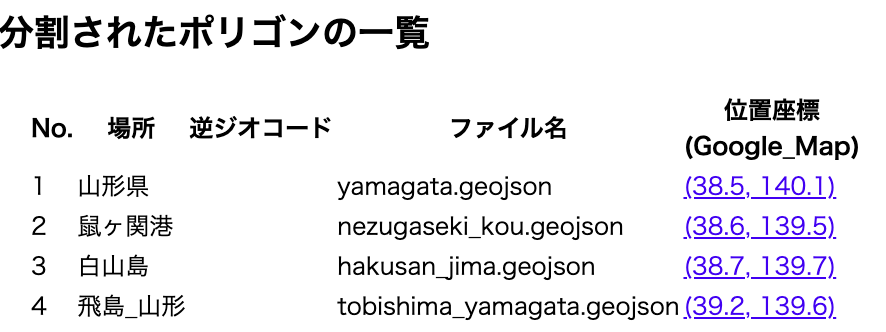 分割されたポリゴンの一覧
No. 場所 逆ジオコード ファイル名 位置座標
(Google_Map)
1 山形県 yamagata.geojson (38.5, 140.1)
2 鼠ヶ関港 nezugaseki_kou.geojson (38.6, 139.5)
3 白山島 hakusan_jima.geojson (38.7, 139.7)
4 飛島_山形 tobishima_yamagata.geojson (39.2, 139.6)